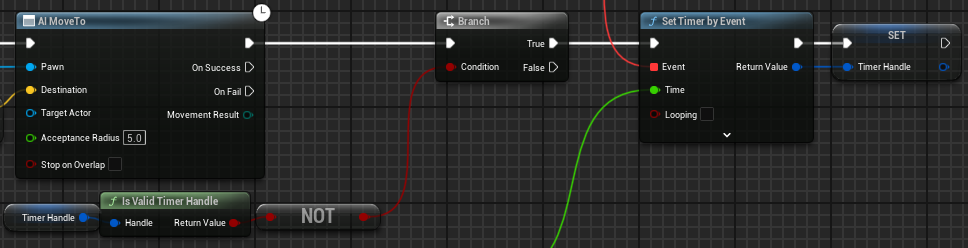 AI MoveTo
Pawn
On Success
Destination
On Fail
Target Actor
Movement Result
Acceptance Radius 5.0
Stop on Overlap
Branch
True
Condition
False
Set Timer by Event
Event
Return Value
Time
Looping
SET
Timer Handle
Timer Handle
Is Valid Timer Handle
Handle
Return Value
NOT